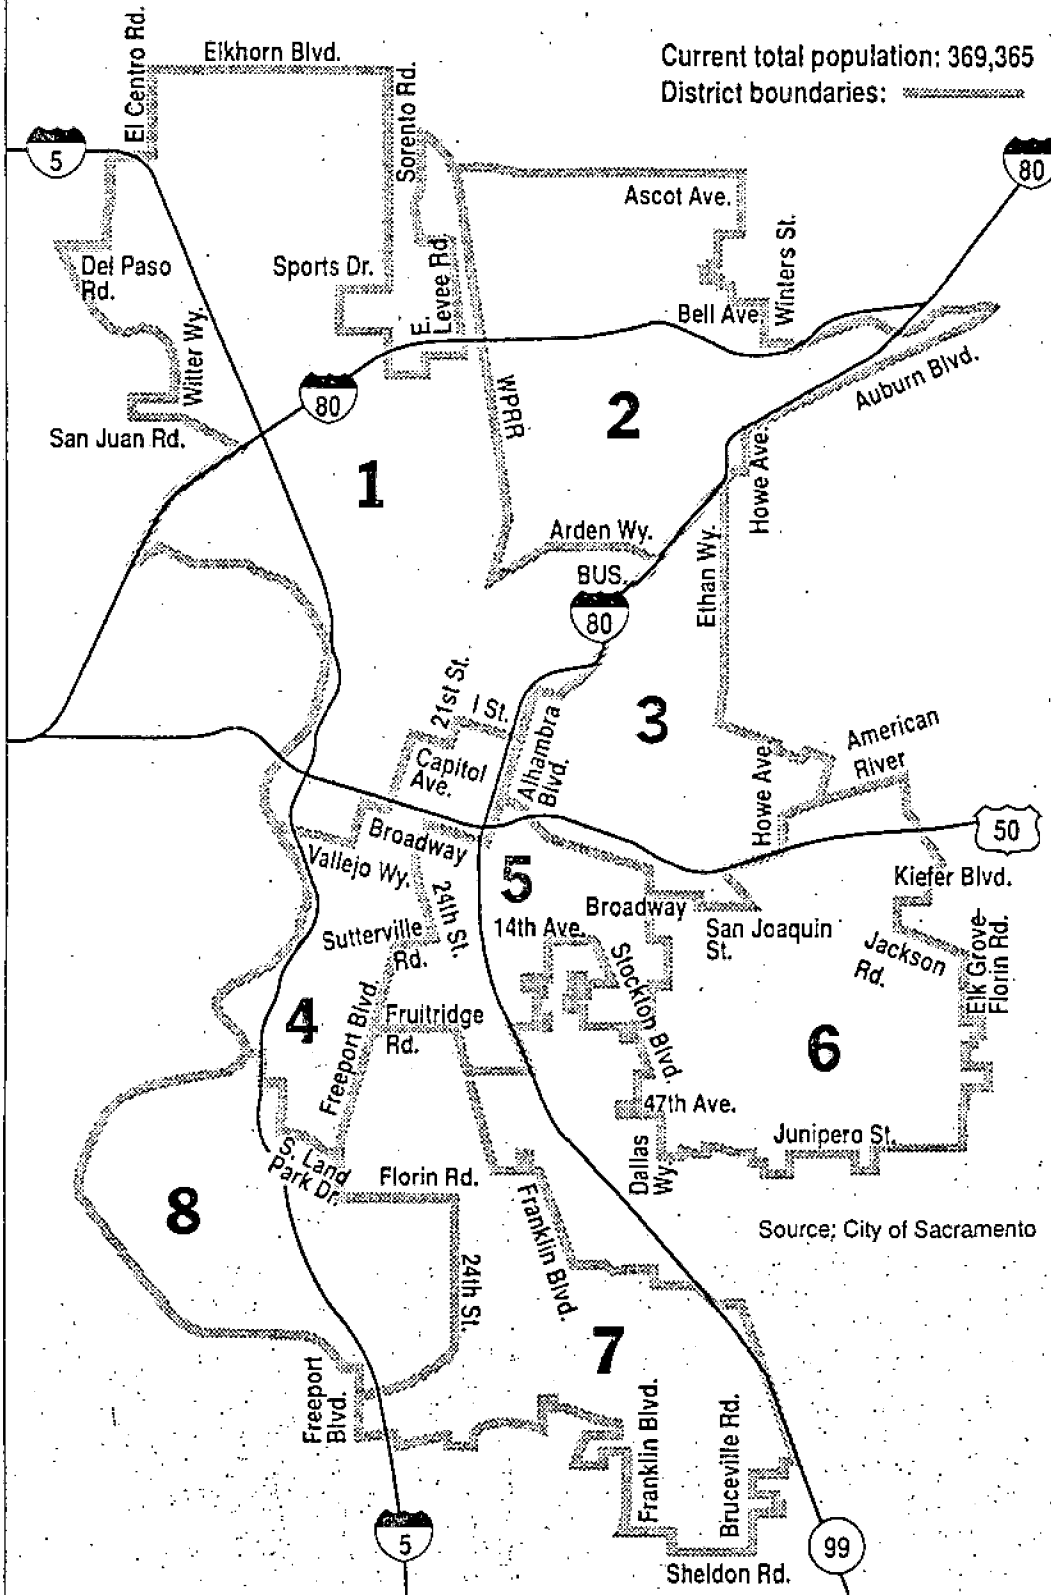 El Centro Rd.
Elkhorn Blvd.
Sorento Rd.
Current total population: 369,365
District boundaries:
5
80
Ascot Ave.
Del Paso
Rd.
Sports Dr.
E.
Levee Rd.
Winters St.
Bell Ave.
Witter Wy.
80
WPRR
2
Auburn Blvd.
San Juan Rd.
1
Howe Ave.
Arden Wy.
Ethan Wy.
BUS.
80
21st St.
I St.
3
Alhambra
Blvd.
American
River
Capitol
Ave.
Howe Ave.
50
Broadway
Vallejo Wy.
5
24th St.
Kiefer Blvd.
Broadway
14th Ave.
San Joaquin
St.
Sutterville
Rd.
Jackson
Rd.
Elk Grove-
Florin Rd.
Stockton Blvd.
4
Freeport Blvd.
Fruitridge
Rd.
6
47th Ave.
Junipero St.
Dallas
Wy.
S. Land
Park Dr.
Florin Rd.
8
Franklin Blvd.
Source: City of Sacramento
24th St.
7
Freeport
Blvd.
Franklin Blvd.
Bruceville Rd.
5
99
Sheldon Rd.